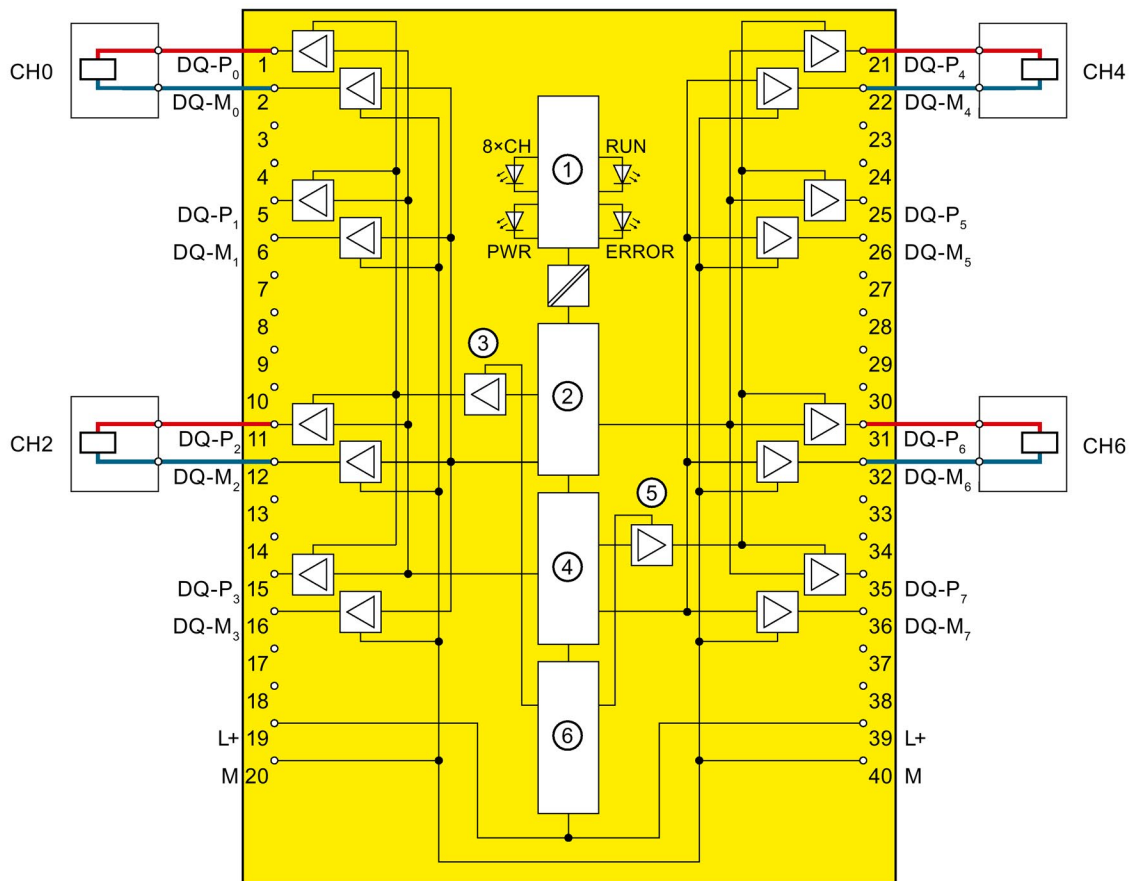 CH0
DQ-P0 1
DQ-M0 2
3
4
DQ-P1 5
DQ-M1 6
7
8
9
10
CH2
DQ-P2 11
DQ-M2 12
13
14
DQ-P3 15
DQ-M3 16
17
18
L+ 19
M 20
8×CH
RUN
①
PWR
ERROR
③
②
⑤
④
⑥
21 DQ-P4
CH4
22 DQ-M4
23
24
25 DQ-P5
26 DQ-M5
27
28
29
30
31 DQ-P6
CH6
32 DQ-M6
33
34
35 DQ-P7
36 DQ-M7
37
38
39 L+
40 M